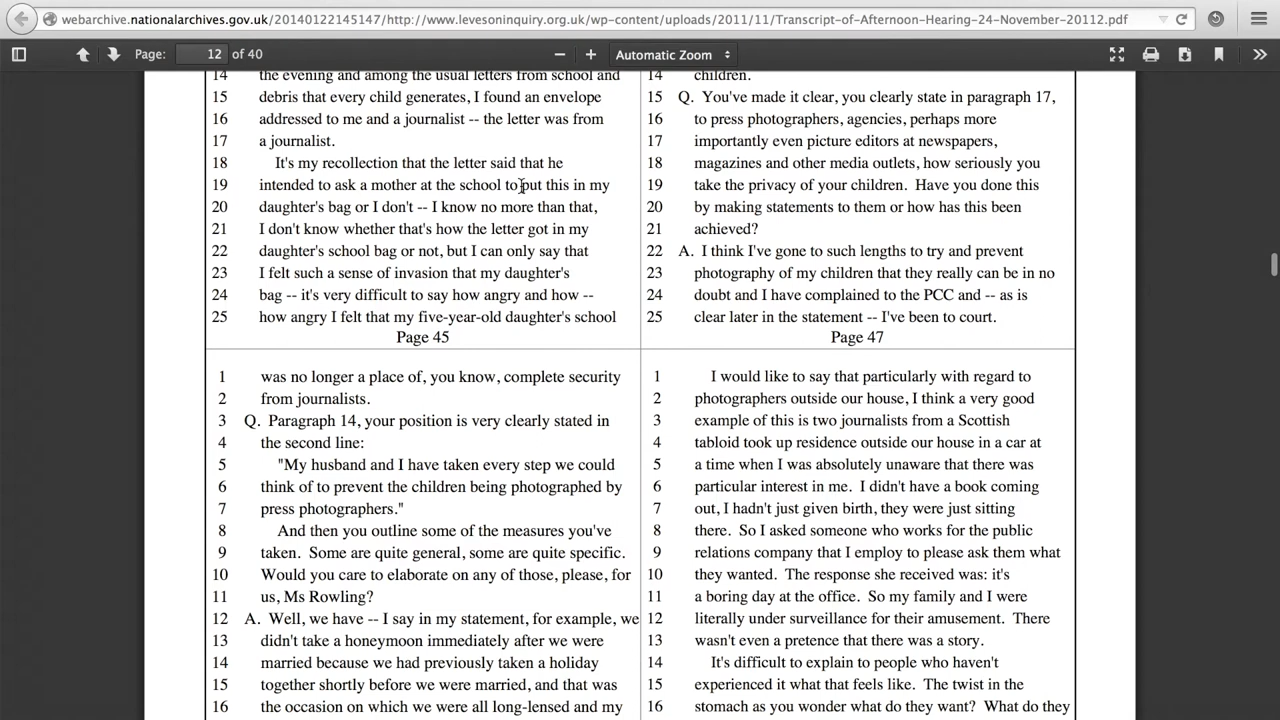 webarchive.nationalarchives.gov.uk/20140122145147/http://www.levesoninquiry.org.uk/wp-content/uploads/2011/11/Transcript-of-Afternoon-Hearing-24-November-20112.pdf
Page: 12 of 40 Automatic Zoom
14 the evening and among the usual letters from school and
15 debris that every child generates, I found an envelope
16 addressed to me and a journalist -- the letter was from
17 a journalist.
18 It's my recollection that the letter said that he
19 intended to ask a mother at the school to put this in my
20 daughter's bag or I don't -- I know no more than that,
21 I don't know whether that's how the letter got in my
22 daughter's school bag or not, but I can only say that
23 I felt such a sense of invasion that my daughter's
24 bag -- it's very difficult to say how angry and how --
25 how angry I felt that my five-year-old daughter's school
Page 45
1 was no longer a place of, you know, complete security
2 from journalists.
3 Q. Paragraph 14, your position is very clearly stated in
4 the second line:
5 "My husband and I have taken every step we could
6 think of to prevent the children being photographed by
7 press photographers."
8 And then you outline some of the measures you've
9 taken. Some are quite general, some are quite specific.
10 Would you care to elaborate on any of those, please, for
11 us, Ms Rowling?
12 A. Well, we have -- I say in my statement, for example, we
13 didn't take a honeymoon immediately after we were
14 married because we had previously taken a holiday
15 together shortly before we were married, and that was
16 the occasion on which we were all long-lensed and my
14 children.
15 Q. You've made it clear, you clearly state in paragraph 17,
16 to press photographers, agencies, perhaps more
17 importantly even picture editors at newspapers,
18 magazines and other media outlets, how seriously you
19 take the privacy of your children. Have you done this
20 by making statements to them or how has this been
21 achieved?
22 A. I think I've gone to such lengths to try and prevent
23 photography of my children that they really can be in no
24 doubt and I have complained to the PCC and -- as is
25 clear later in the statement -- I've been to court.
Page 47
1 I would like to say that particularly with regard to
2 photographers outside our house, I think a very good
3 example of this is two journalists from a Scottish
4 tabloid took up residence outside our house in a car at
5 a time when I was absolutely unaware that there was
6 particular interest in me. I didn't have a book coming
7 out, I hadn't just given birth, they were just sitting
8 there. So I asked someone who works for the public
9 relations company that I employ to please ask them what
10 they wanted. The response she received was: it's
11 a boring day at the office. So my family and I were
12 literally under surveillance for their amusement. There
13 wasn't even a pretence that there was a story.
14 It's difficult to explain to people who haven't
15 experienced it what that feels like. The twist in the
16 stomach as you wonder what do they want? What do they